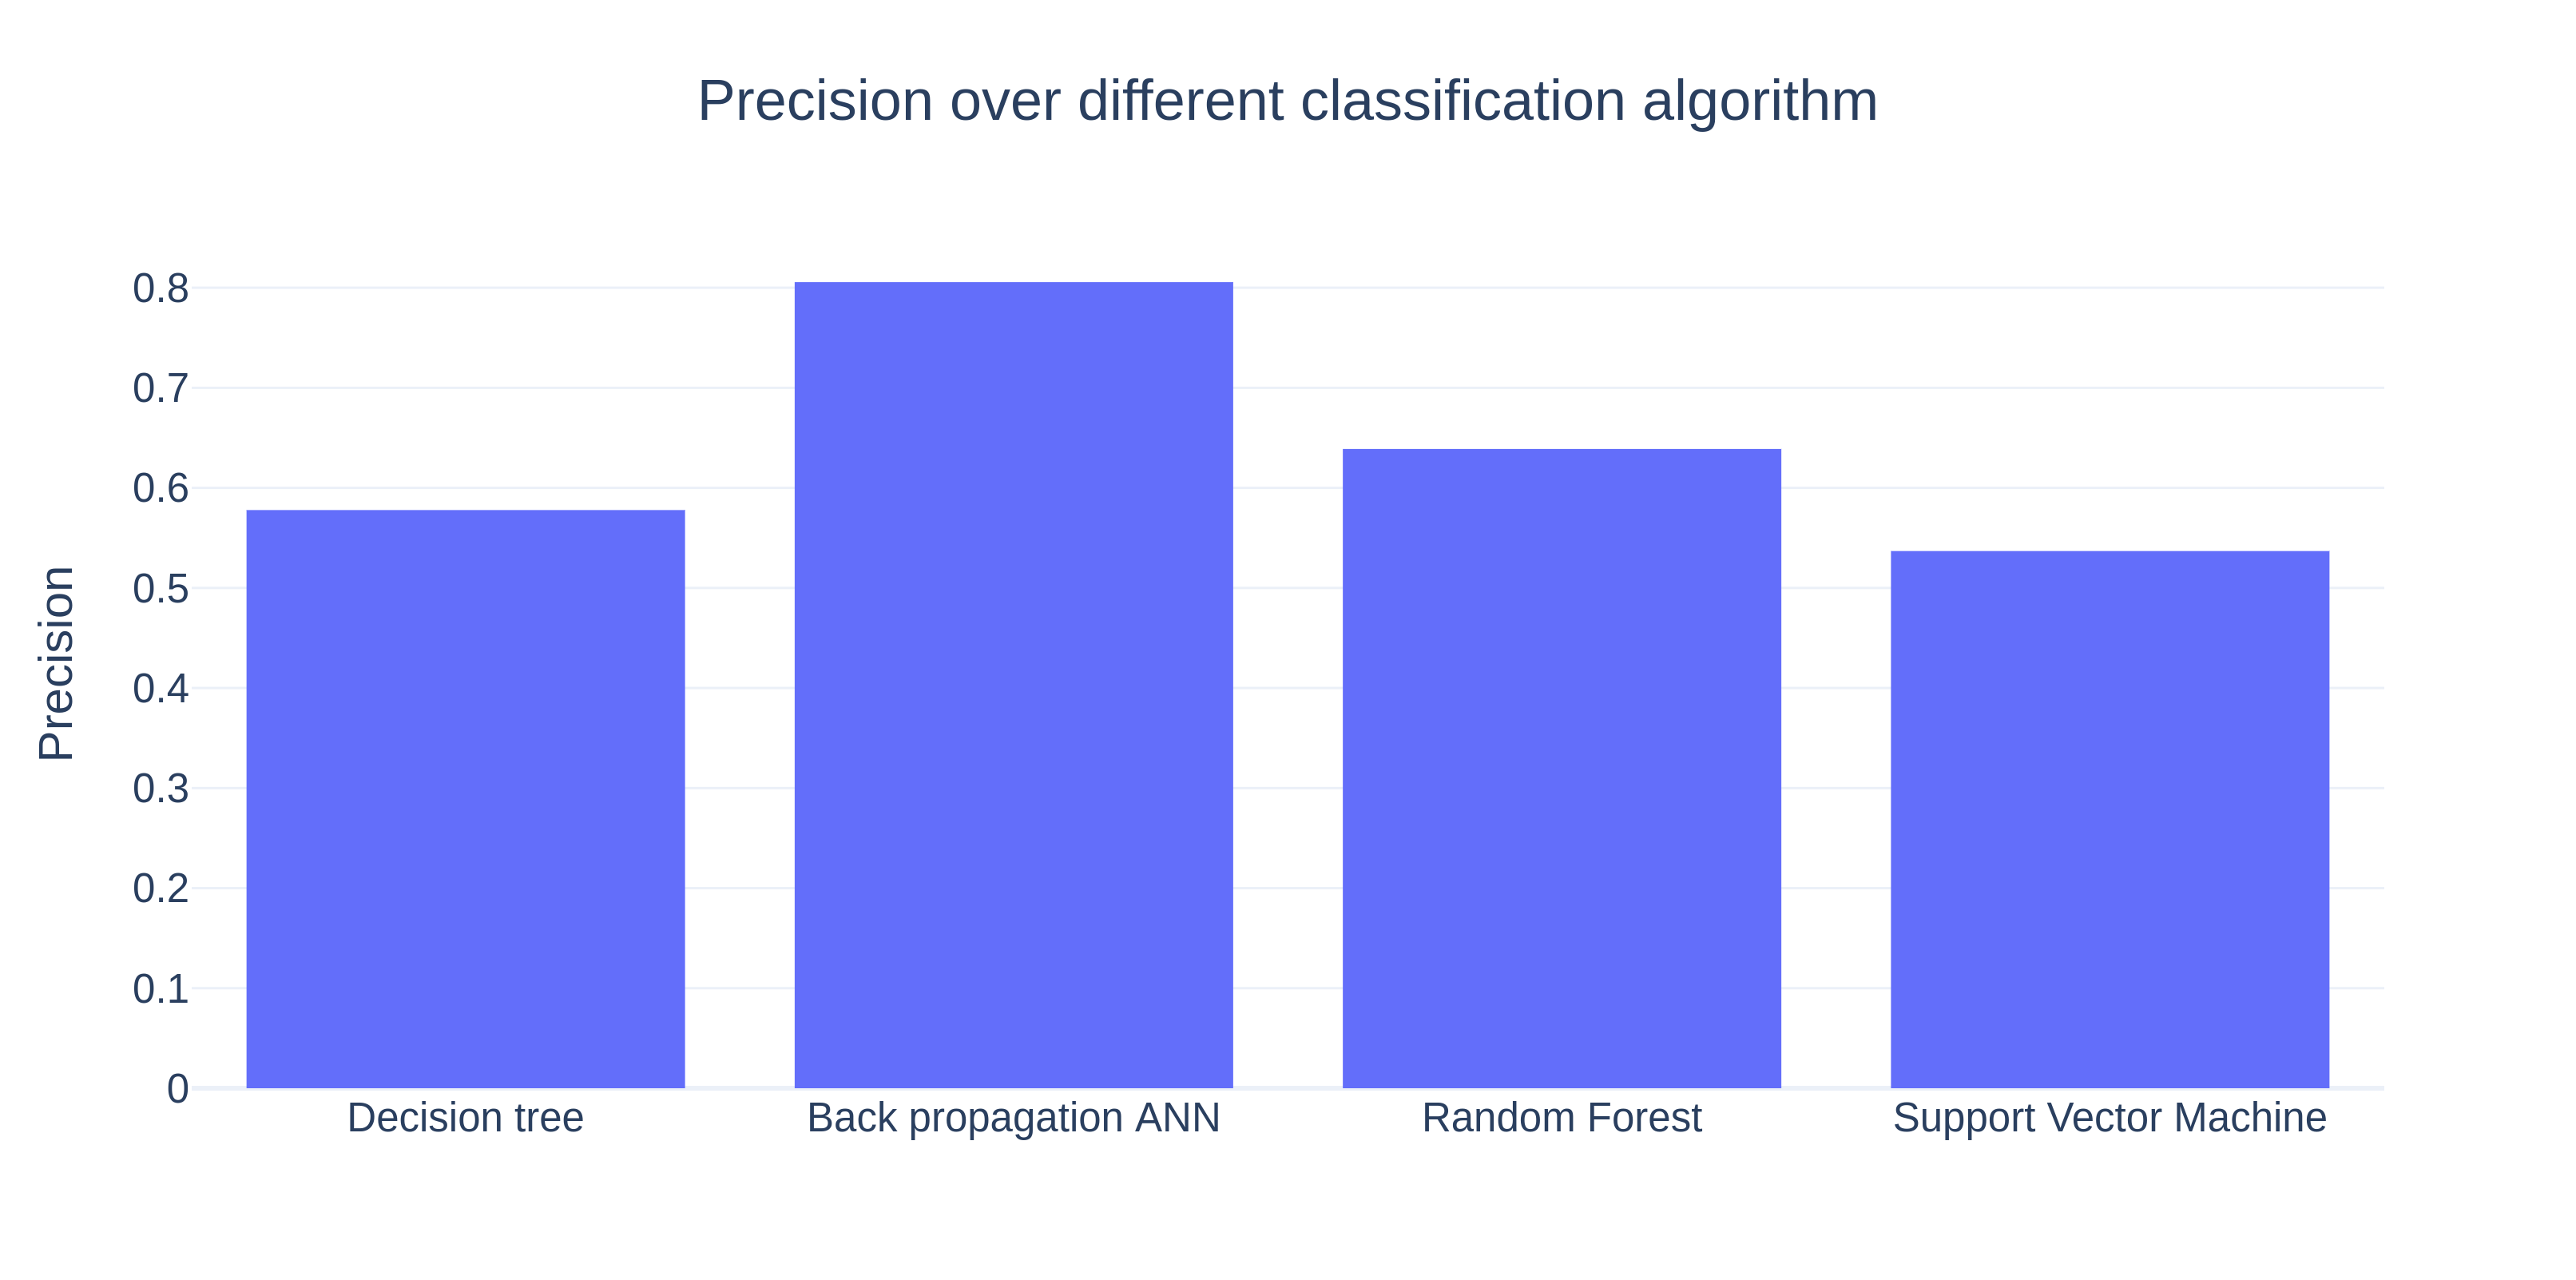 Precision over different classification algorithm
Precision
0.8
0.7
0.6
0.5
0.4
0.3
0.2
0.1
0
Decision tree
Back propagation ANN
Random Forest
Support Vector Machine